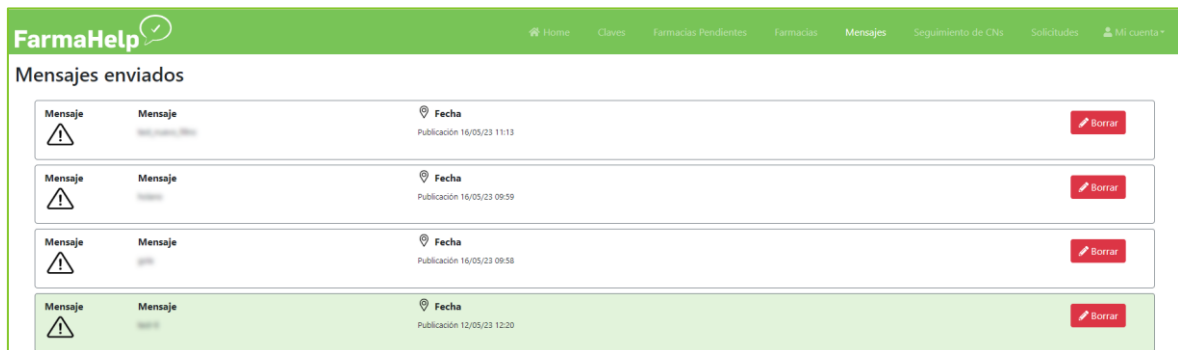 FarmaHelp Home Claves Farmacias Pendientes Farmacias Mensajes Seguimiento de CNs Solicitudes Mi cuenta
Mensajes enviados
Mensaje Mensaje Fecha
Publicación 16/05/23 11:13
Borrar
Mensaje Mensaje Fecha
Publicación 16/05/23 09:59
Borrar
Mensaje Mensaje Fecha
Publicación 16/05/23 09:58
Borrar
Mensaje Mensaje Fecha
Publicación 12/05/23 12:20
Borrar